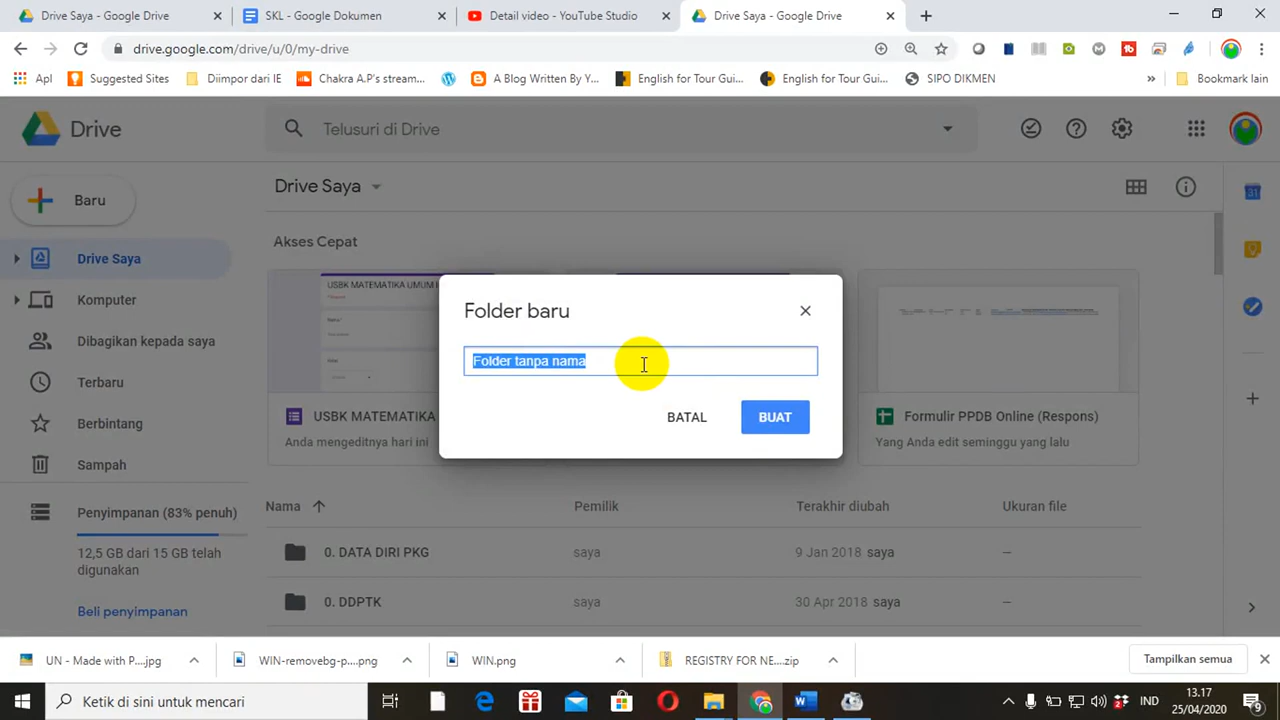 Drive Saya - Google Drive
SKL - Google Dokumen
Detail video - YouTube Studio
Drive Saya - Google Drive
drive.google.com/drive/u/0/my-drive
Apl
Suggested Sites
Diimpor dari IE
Chakra A.P's stream...
A Blog Written By Y...
English for Tour Gui...
English for Tour Gui...
SIPO DIKMEN
Bookmark lain
Drive
Telusuri di Drive
Baru
Drive Saya
Akses Cepat
Drive Saya
Komputer
Dibagikan kepada saya
Terbaru
Berbintang
Sampah
Penyimpanan (83% penuh)
12,5 GB dari 15 GB telah
digunakan
Beli penyimpanan
USBK MATEMATIKA UMUM
Folder baru
Folder tanpa nama
BATAL
BUAT
USBK MATEMATIKA
Anda mengeditnya hari ini
Formulir PPDB Online (Respons)
Yang Anda edit seminggu yang lalu
Nama
Pemilik
Terakhir diubah
Ukuran file
0. DATA DIRI PKG
saya
9 Jan 2018 saya
—
0. DDPTK
saya
30 Apr 2018 saya
—
31
UN - Made with P....jpg
WIN-removebg-p....png
WIN.png
REGISTRY FOR NE....zip
Tampilkan semua
Ketik di sini untuk mencari
IND
13.17
25/04/2020
9